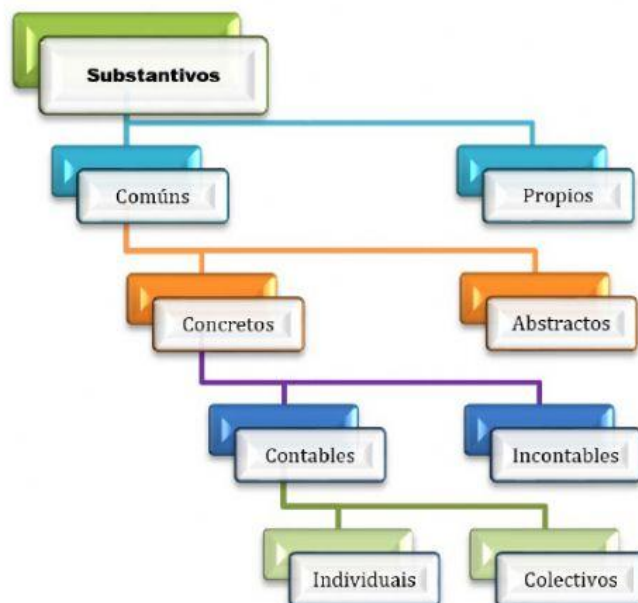 Substantivos
Comúns
Propios
Concretos
Abstractos
Contables
Incontables
Individuais
Colectivos